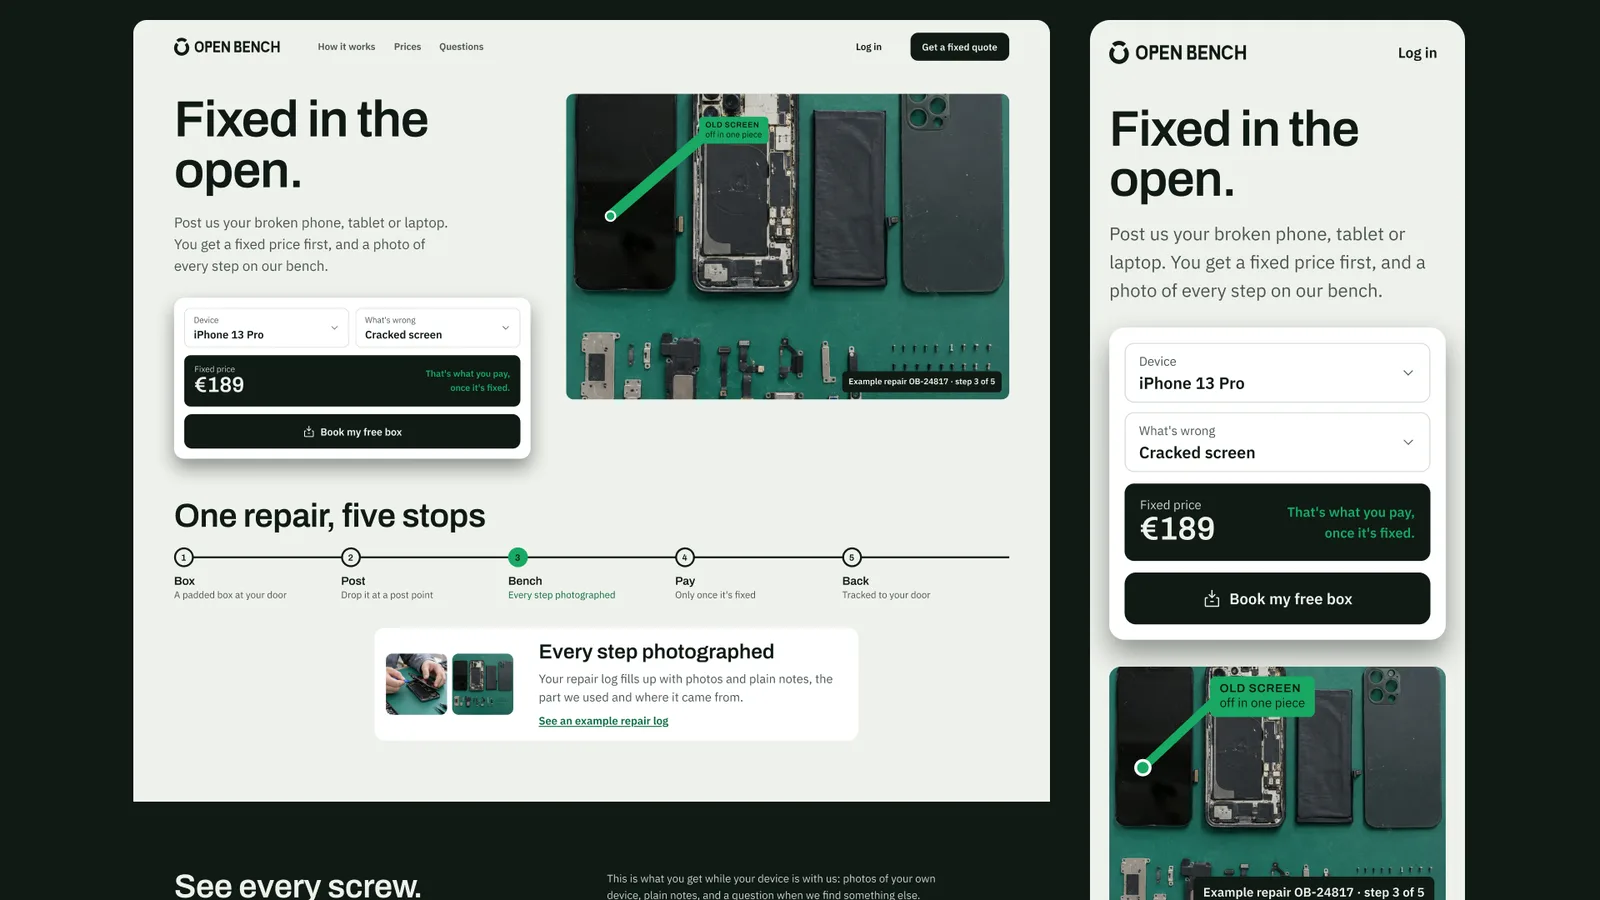 OPEN BENCH
How it works
Prices
Questions
Log in
Get a fixed quote
Fixed in the
open.
Post us your broken phone, tablet or laptop.
You get a fixed price first, and a photo of
every step on our bench.
Device
iPhone 13 Pro
What's wrong
Cracked screen
Fixed price
€189
That's what you pay,
once it's fixed.
Book my free box
OLD SCREEN
off in one piece
Example repair OB-24817 · step 3 of 5
One repair, five stops
1
2
3
4
5
Box
A padded box at your door
Post
Drop it at a post point
Bench
Every step photographed
Pay
Only once it's fixed
Back
Tracked to your door
Every step photographed
Your repair log fills up with photos and plain notes, the
part we used and where it came from.
See an example repair log
See every screw.
This is what you get while your device is with us: photos of your own
device, plain notes, and a question when we find something else.
OPEN BENCH
Log in
Fixed in the
open.
Post us your broken phone, tablet or
laptop. You get a fixed price first, and a
photo of every step on our bench.
Device
iPhone 13 Pro
What's wrong
Cracked screen
Fixed price
€189
That's what you pay,
once it's fixed.
Book my free box
OLD SCREEN
off in one piece
Example repair OB-24817 · step 3 of 5